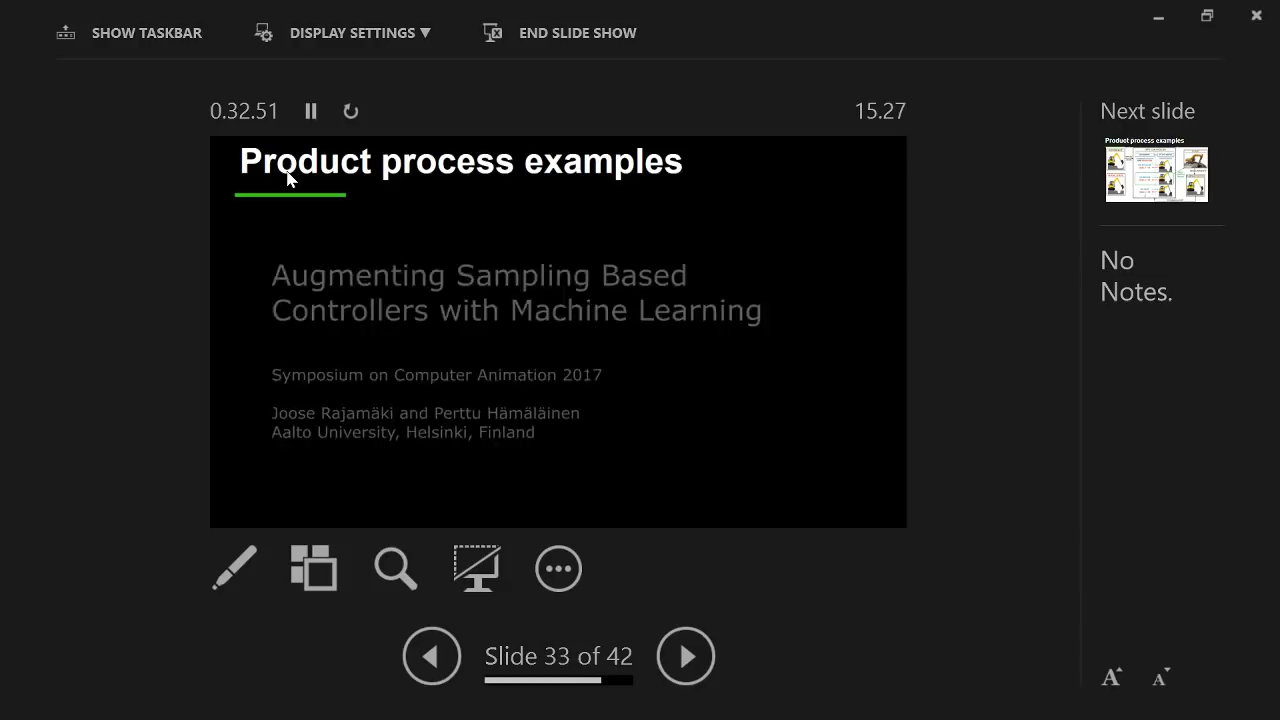 SHOW TASKBAR
DISPLAY SETTINGS ▼
END SLIDE SHOW
0.32.51
15.27
Product process examples
Augmenting Sampling Based
Controllers with Machine Learning
Symposium on Computer Animation 2017
Joose Rajamäki and Perttu Hämäläinen
Aalto University, Helsinki, Finland
Slide 33 of 42
Next slide
Product process examples
No
Notes.
A
A